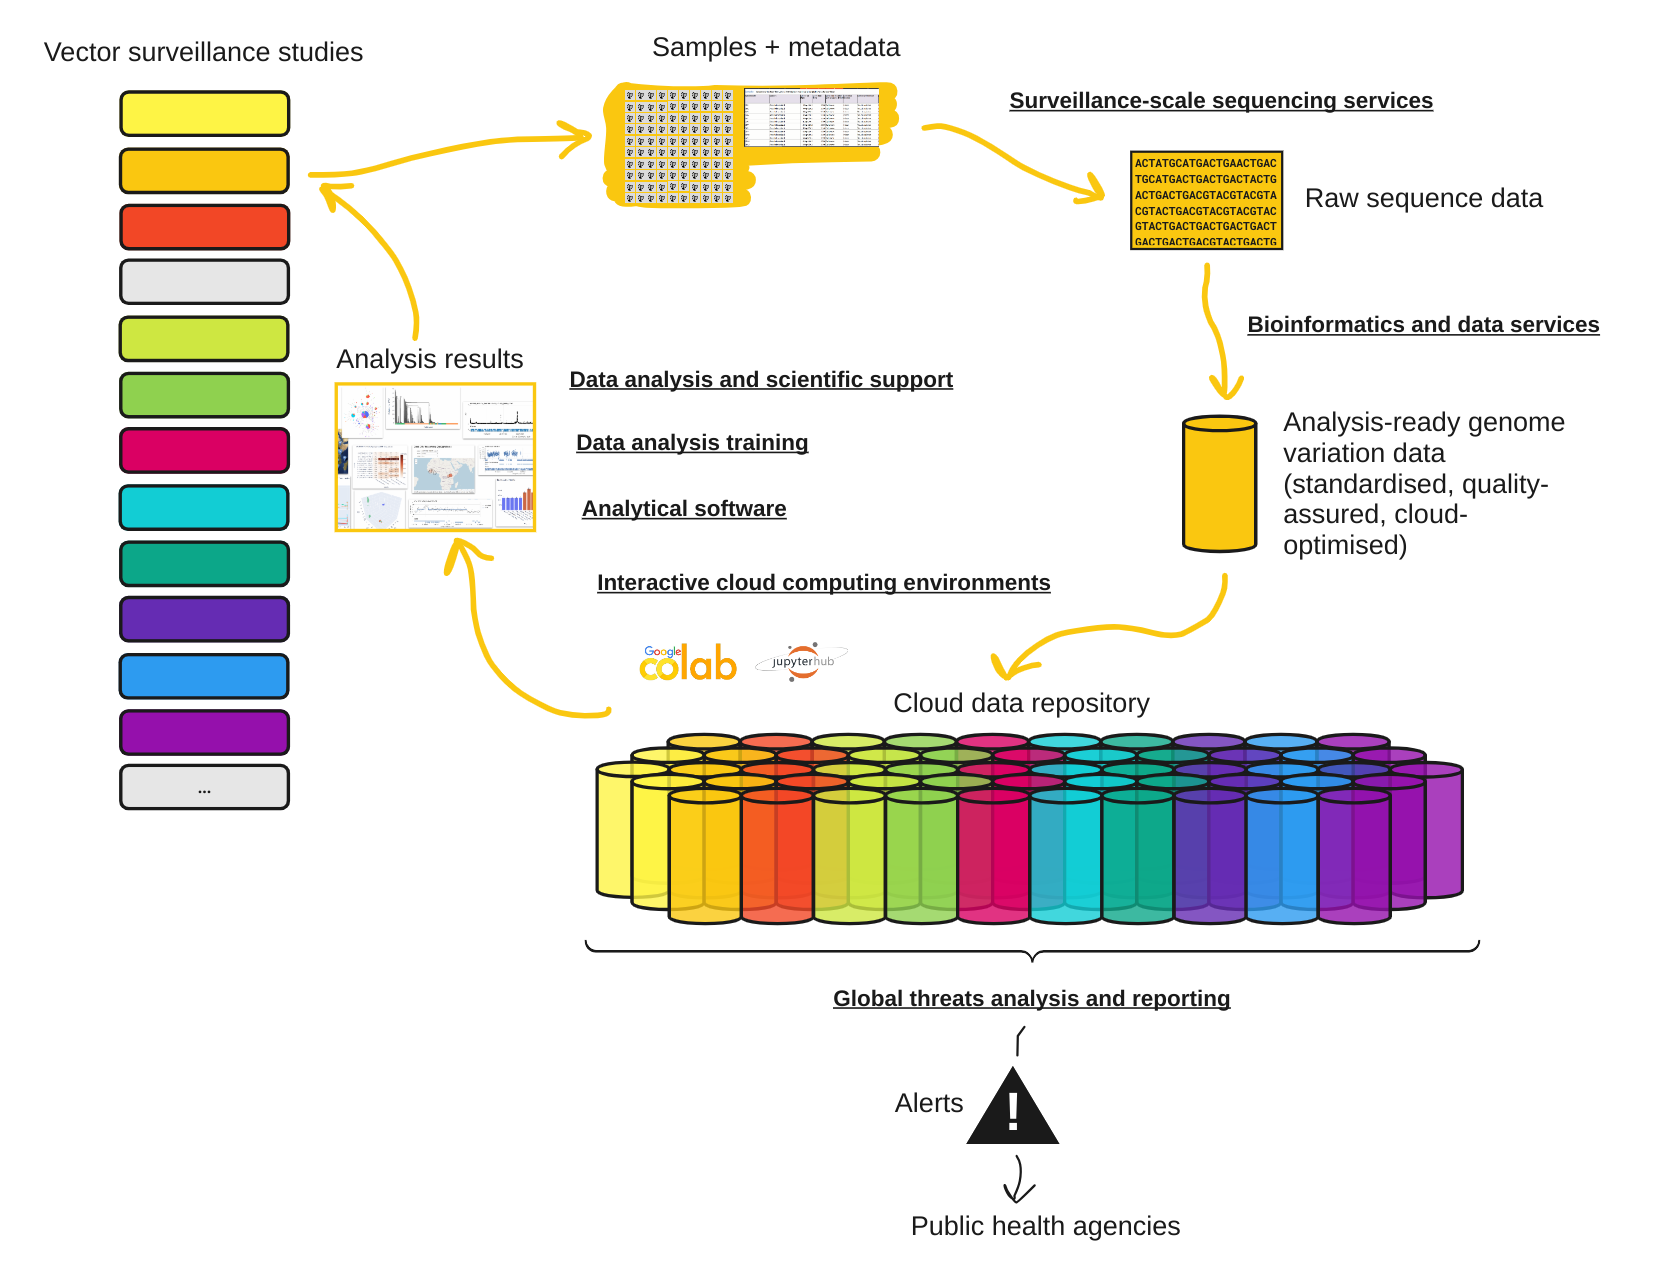 Vector surveillance studies
Samples + metadata
Surveillance-scale sequencing services
ACTATGCATGACTGAACTGAC
TGCATGACTGACTGACTACTG
ACTGACTGACGTACGTACGTA
CGTACTGACGTACGTACGTAC
GTACTGACTGACTGACTGACT
GACTGACTGACGTACTGACTG
Raw sequence data
Bioinformatics and data services
Analysis results
Data analysis and scientific support
Data analysis training
Analytical software
Interactive cloud computing environments
Analysis-ready genome
variation data
(standardised, quality-
assured, cloud-
optimised)
Google
colab
jupyterhub
Cloud data repository
...
Global threats analysis and reporting
Alerts
!
Public health agencies